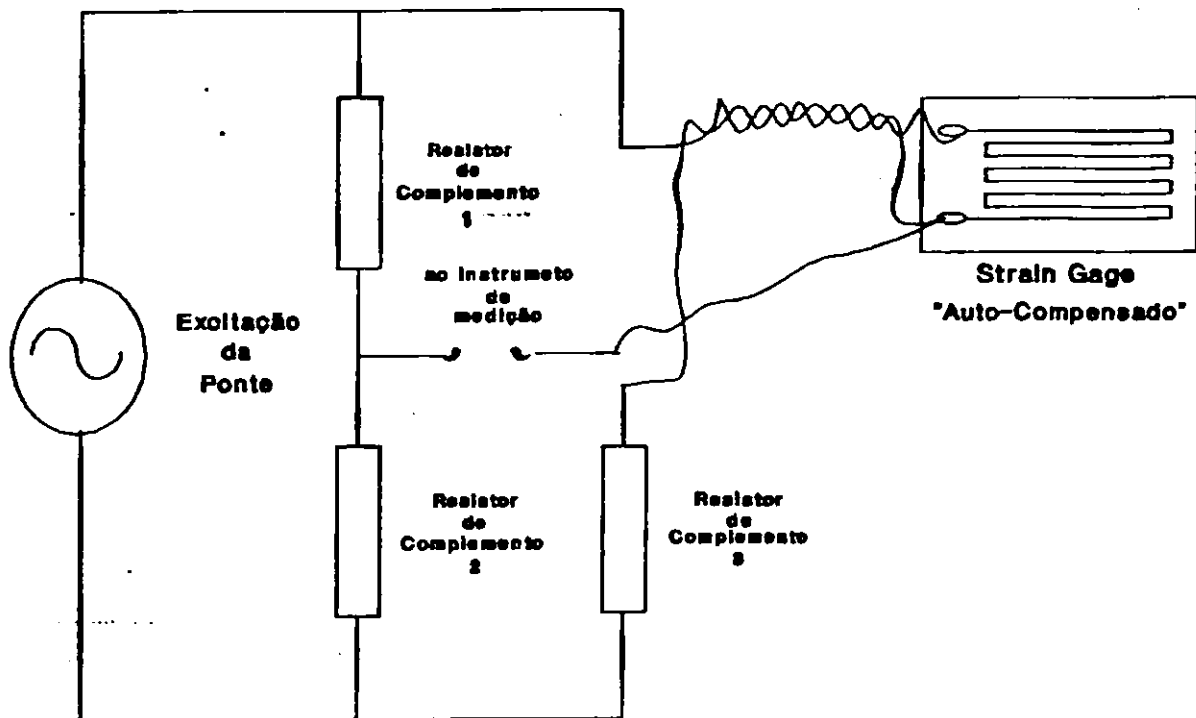 Resistor
de
Complemento
1
ao Instrumeto
de
medição
Excitação
da
Ponte
Strain Gage
"Auto-Compensado"
Resistor
de
Complemento
2
Resistor
de
Complemento
3